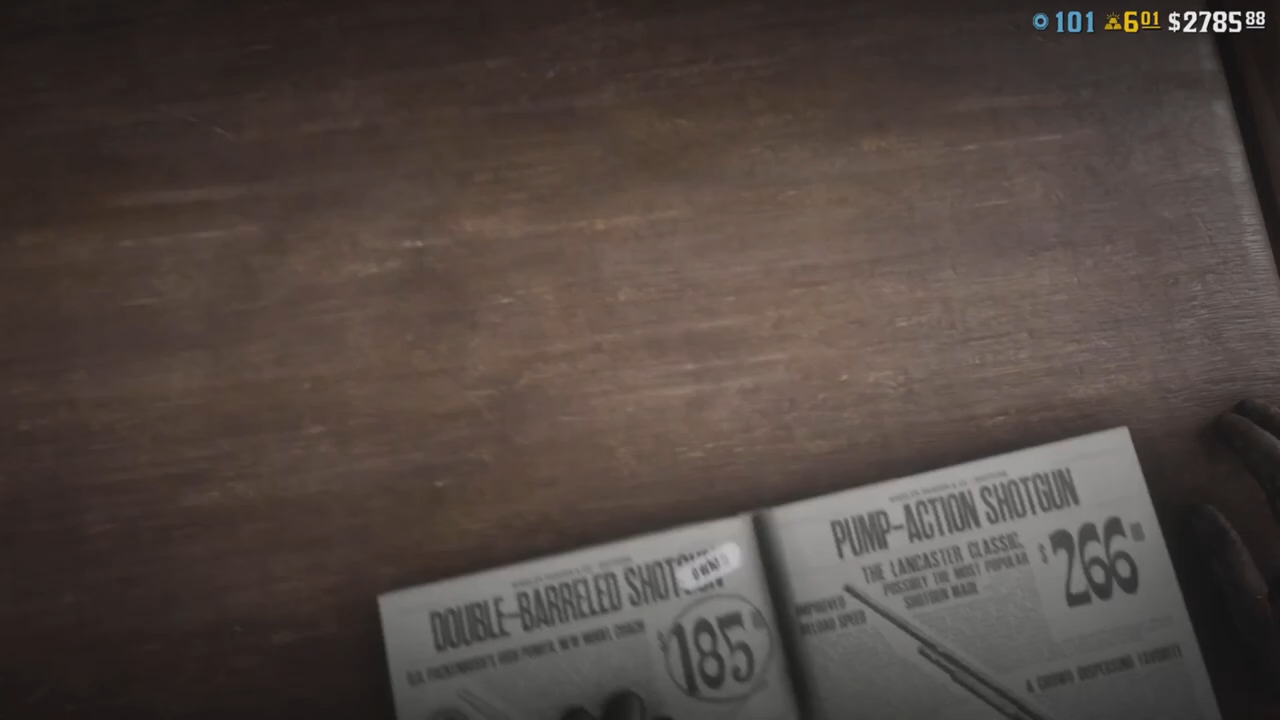 101 601 $278588
DOUBLE-BARRELED SHOTGUN
OWNED
$185
PUMP-ACTION SHOTGUN
THE LANCASTER CLASSIC,
POSSIBLY THE MOST POPULAR
SHOTGUN MADE
$266
IMPROVED
RELOAD SPEED
A CROWD DISPERSING FAVORITE